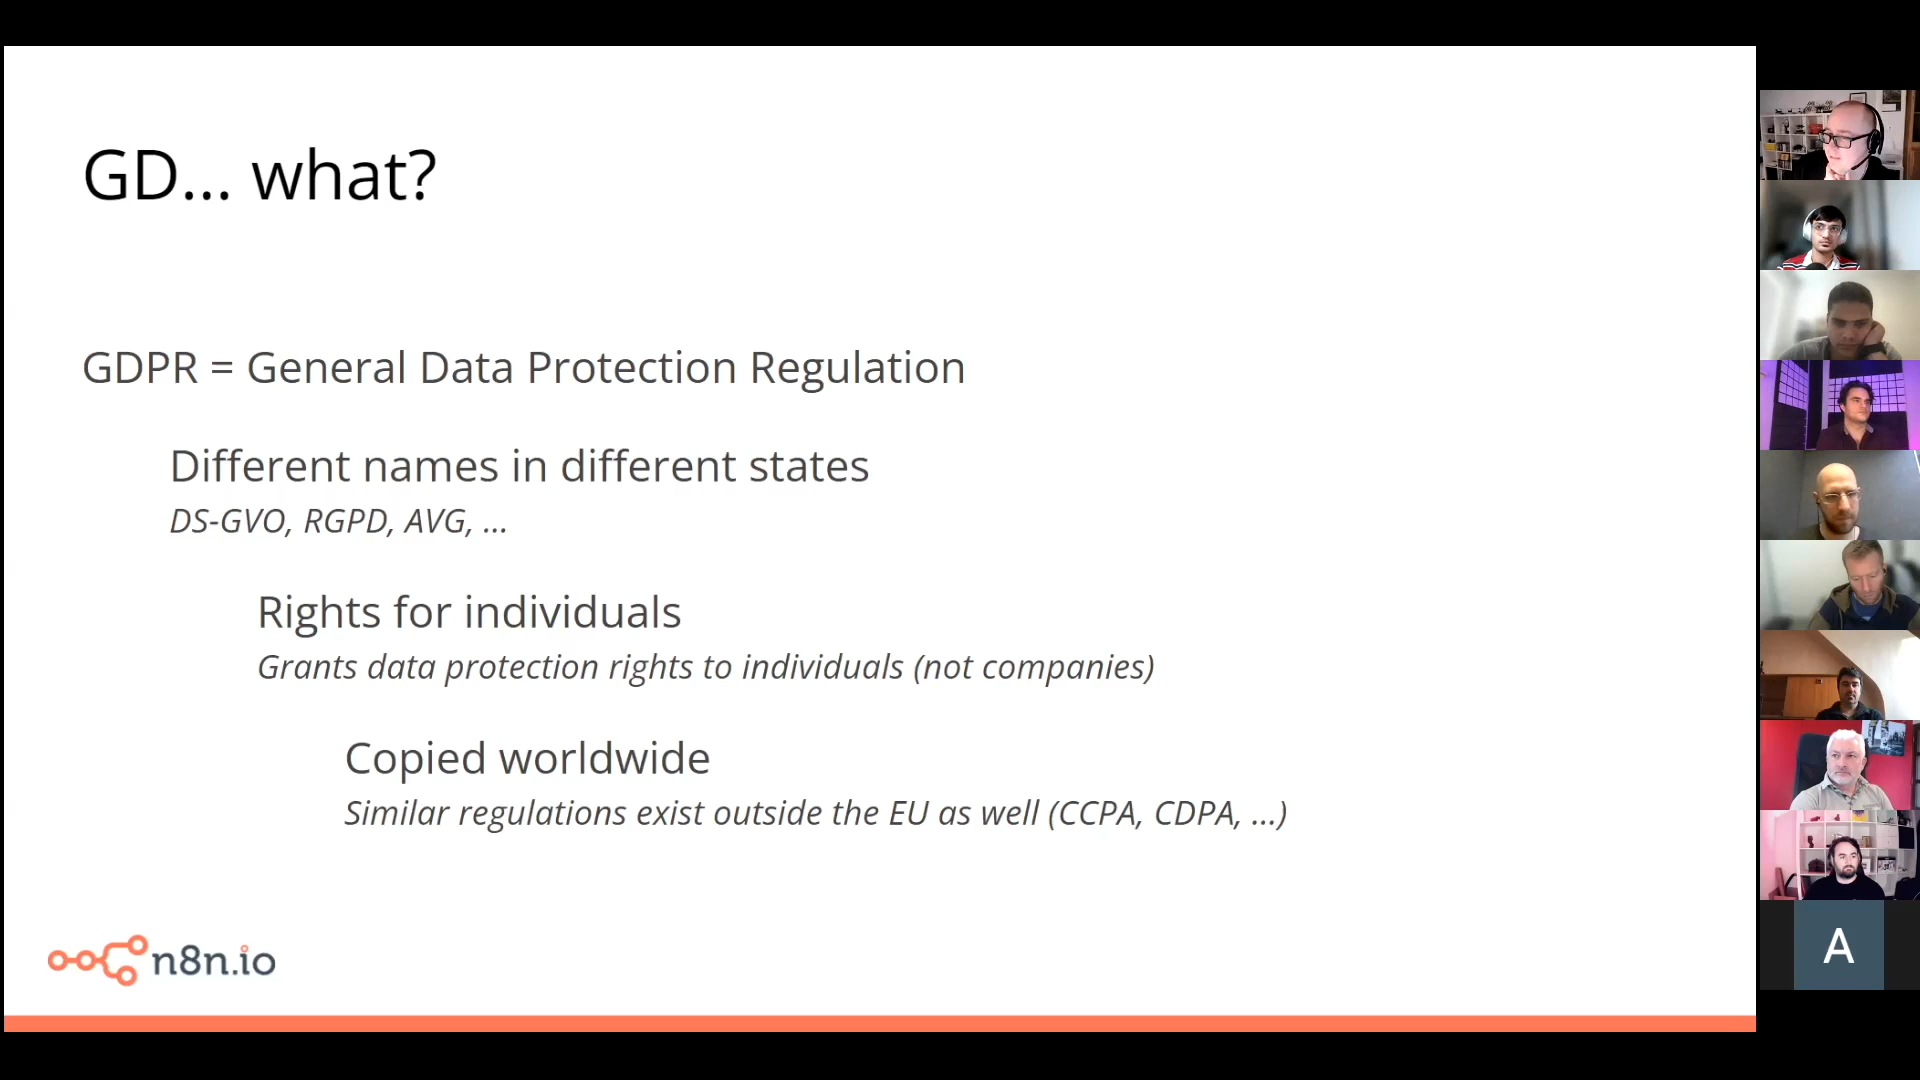 GD... what?
GDPR = General Data Protection Regulation
Different names in different states
DS-GVO, RGPD, AVG, ...
Rights for individuals
Grants data protection rights to individuals (not companies)
Copied worldwide
Similar regulations exist outside the EU as well (CCPA, CDPA, ...)
n8n.io
A